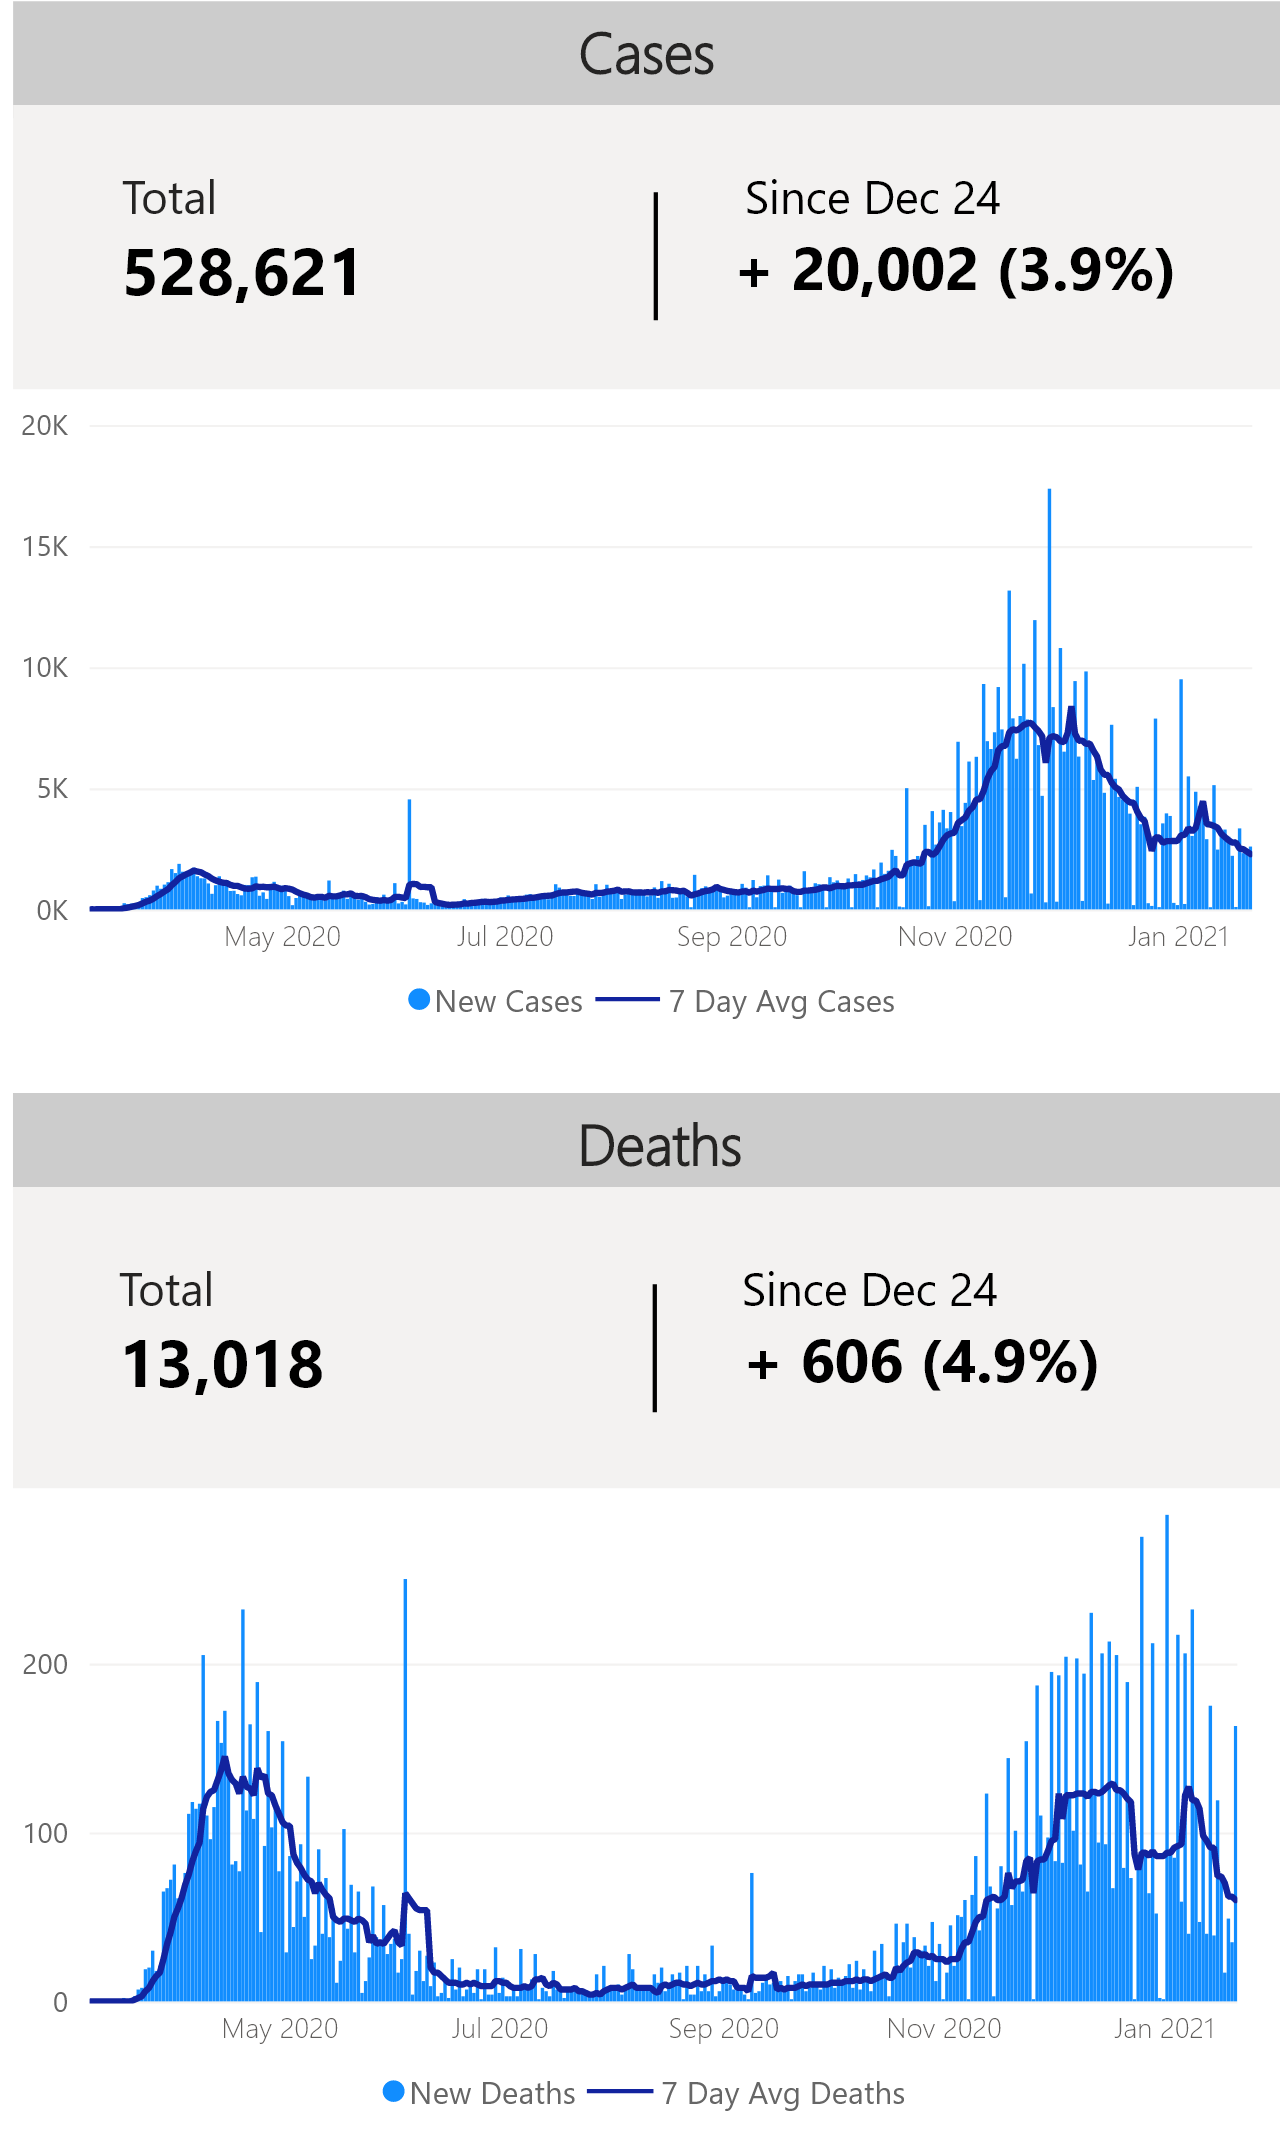 Cases
Total
Since Dec 24
528,621
+ 20,002 (3.9%)
20K
15K
10K
5K
0K
May 2020
Jul 2020
Sep 2020
Nov 2020
Jan 2021
New Cases
7 Day Avg Cases
Deaths
Total
Since Dec 24
13,018
+ 606 (4.9%)
200
100
0
May 2020
Jul 2020
Sep 2020
Nov 2020
Jan 2021
New Deaths
7 Day Avg Deaths